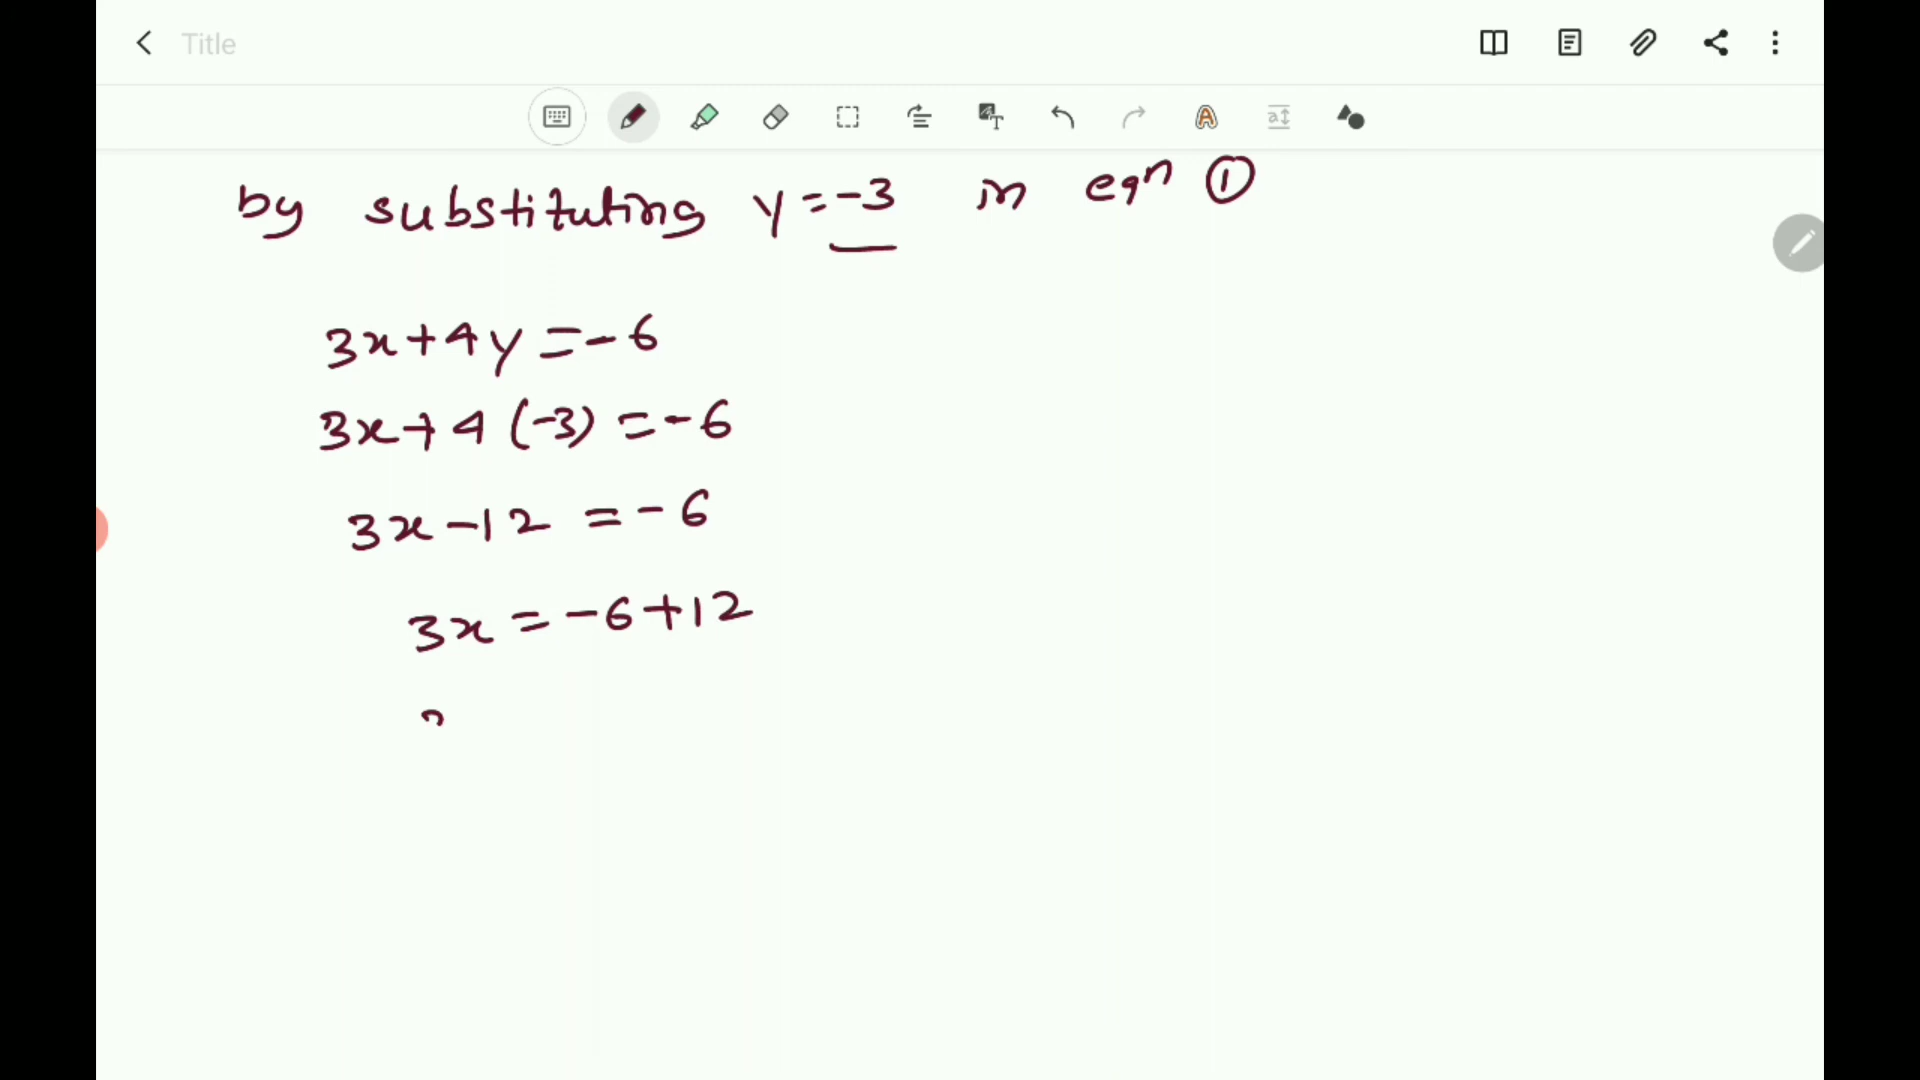 Title
by substituting y = -3 in eqn ①
3x + 4y = -6
3x + 4 (-3) = -6
3x - 12 = -6
3x = -6 + 12